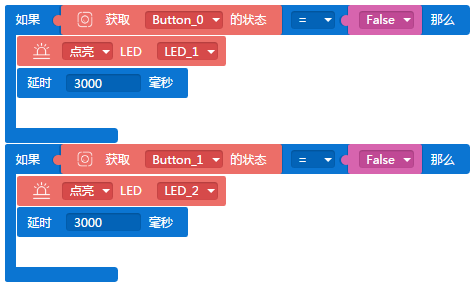 如果 获取 Button_0 的状态 = False 那么
点亮 LED LED_1
延时 3000 毫秒
如果 获取 Button_1 的状态 = False 那么
点亮 LED LED_2
延时 3000 毫秒